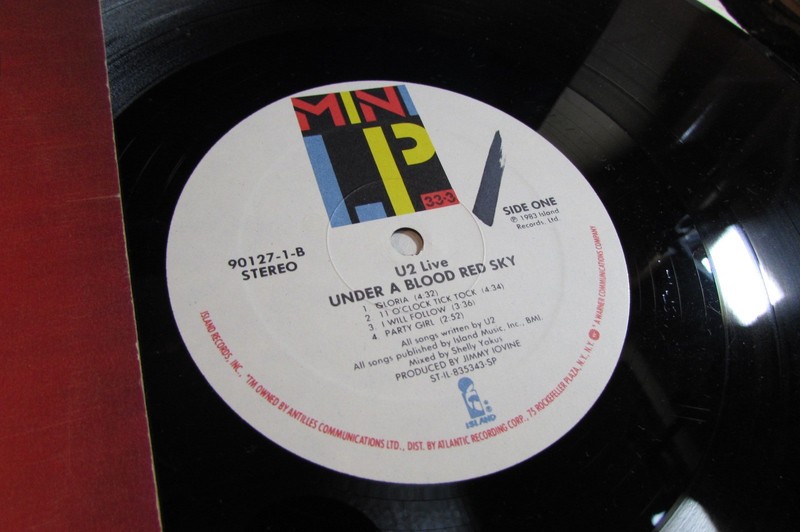 MINI
LP
33·3
SIDE ONE
℗ 1983 Island
Records, Ltd.
90127-1-B
STEREO
U2 Live
UNDER A BLOOD RED SKY
1 GLORIA (4:32)
2 11 O'CLOCK TICK TOCK (4:34)
3 I WILL FOLLOW (3:36)
4 PARTY GIRL (2:52)
All songs written by U2
All songs published by Island Music, Inc., BMI.
Mixed by Shelly Yakus
PRODUCED BY JIMMY IOVINE
ST-IL-835343-SP
ISLAND
ISLAND RECORDS, INC., *TM OWNED BY ANTILLES COMMUNICATIONS LTD., DIST. BY ATLANTIC RECORDING CORP., 75 ROCKEFELLER PLAZA, N.Y., N.Y. * A WARNER COMMUNICATIONS COMPANY